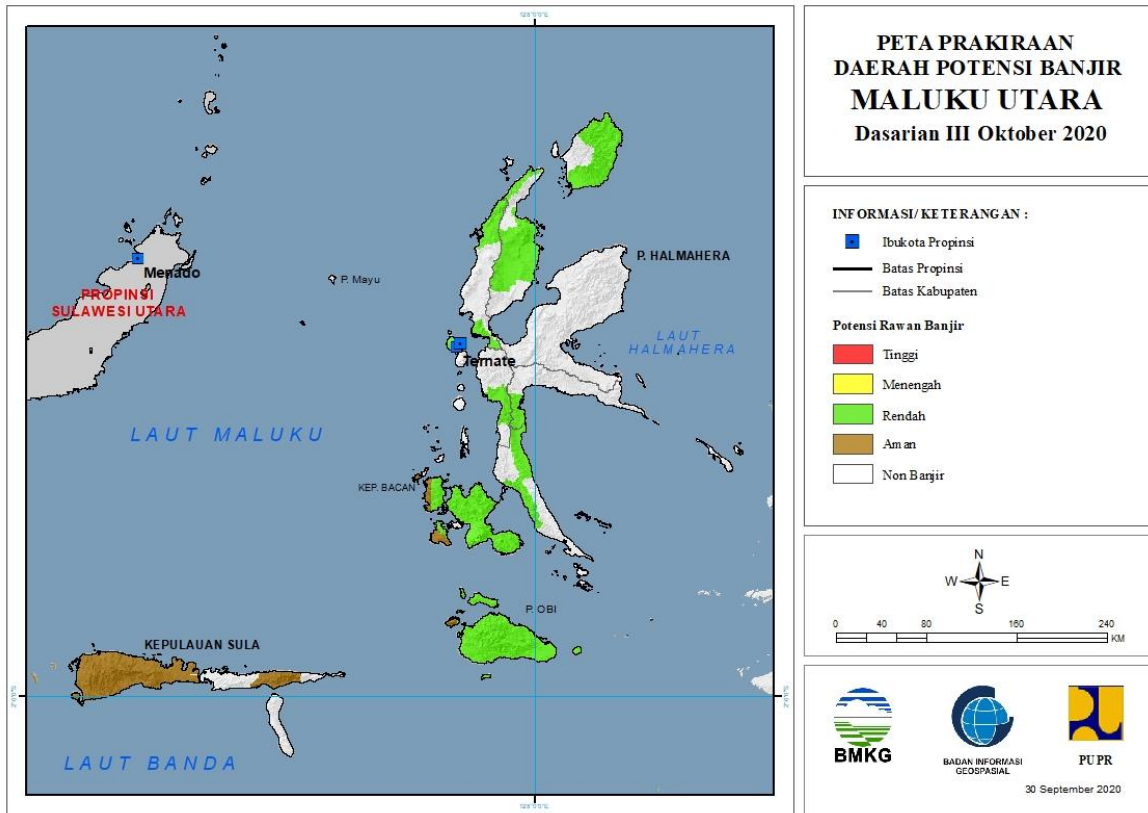 PETA PRAKIRAAN
DAERAH POTENSI BANJIR
MALUKU UTARA
Dasarian III Oktober 2020
INFORMASI/ KETERANGAN :
Ibukota Propinsi
Batas Propinsi
Batas Kabupaten
Potensi Rawan Banjir
Tinggi
Menengah
Rendah
Aman
Non Banjir
N
W E
S
0 40 80 160 240
KM
BMKG
BADAN INFORMASI
GEOSPASIAL
PUPR
30 September 2020
Menado
PROPINSI
SULAWESI UTARA
P. Mayu
P. HALMAHERA
LAUT
HALMAHERA
Ternate
LAUT MALUKU
KEP. BACAN
P. OBI
KEPULAUAN SULA
LAUT BANDA